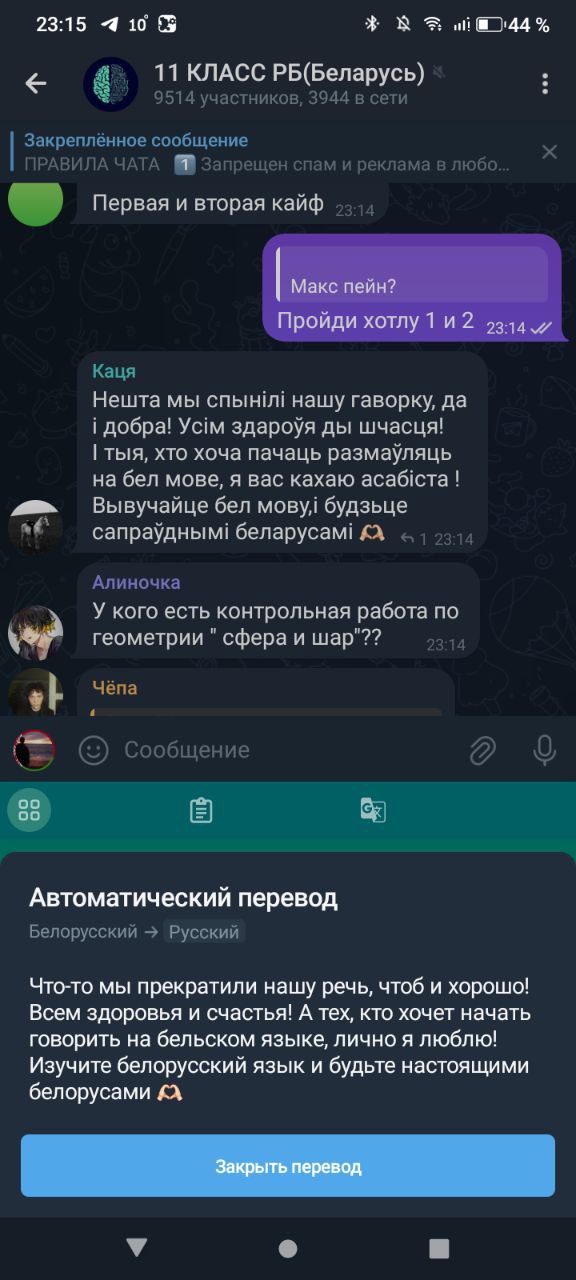 23:15 10°
44 %
11 КЛАСС РБ(Беларусь)
9514 участников, 3944 в сети
Закреплённое сообщение
ПРАВИЛА ЧАТА 1️⃣ Запрещен спам и реклама в любо...
Первая и вторая кайф 23:14
Макс пейн?
Пройди хотлу 1 и 2 23:14
Каця
Нешта мы спынілі нашу гаворку, да
і добра! Усім здароўя ды шчасця!
І тыя, хто хоча пачаць размаўляць
на бел мове, я вас кахаю асабіста !
Вывучайце бел мову,і будзьце
сапраўднымі беларусамі 🫶🏻 1 23:14
Алиночка
У кого есть контрольная работа по
геометрии " сфера и шар"?? 23:14
Чёпа
Сообщение
Автоматический перевод
Белорусский → Русский
Что-то мы прекратили нашу речь, чтоб и хорошо!
Всем здоровья и счастья! А тех, кто хочет начать
говорить на бельском языке, лично я люблю!
Изучите белорусский язык и будьте настоящими
белорусами 🫶🏻
Закрыть перевод